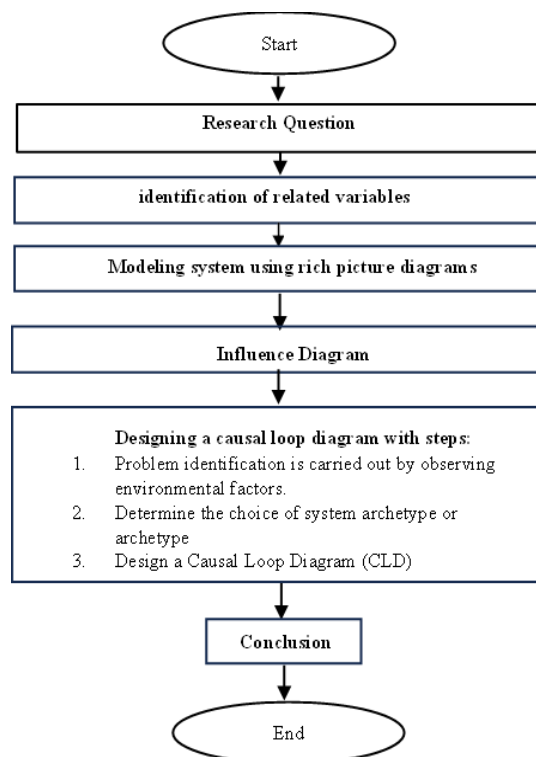 Start
Research Question
identification of related variables
Modeling system using rich picture diagrams
Influence Diagram
Designing a causal loop diagram with steps:
1. Problem identification is carried out by observing
environmental factors.
2. Determine the choice of system archetype or
archetype
3. Design a Causal Loop Diagram (CLD)
Conclusion
End